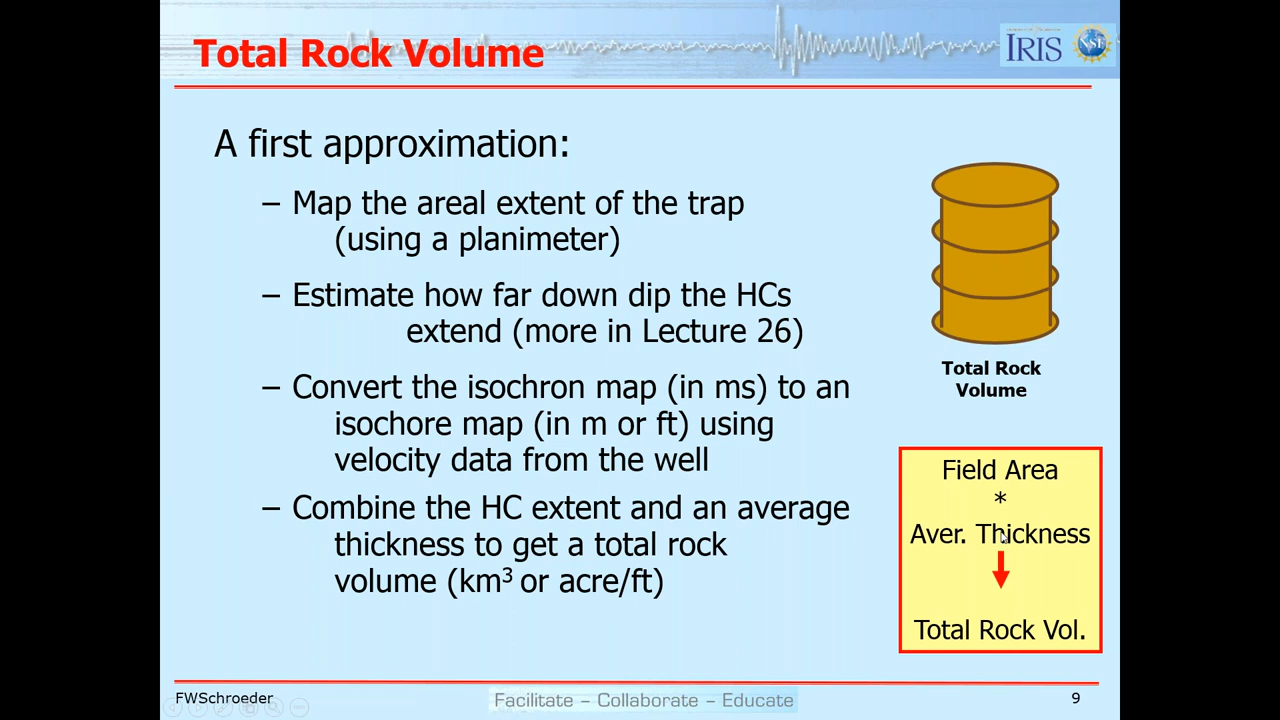 Total Rock Volume
IRIS
NSF
A first approximation:
– Map the areal extent of the trap
(using a planimeter)
– Estimate how far down dip the HCs
extend (more in Lecture 26)
– Convert the isochron map (in ms) to an
isochore map (in m or ft) using
velocity data from the well
– Combine the HC extent and an average
thickness to get a total rock
volume (km³ or acre/ft)
Total Rock
Volume
Field Area
*
Aver. Thickness
Total Rock Vol.
FWSchroeder
Facilitate – Collaborate – Educate
9